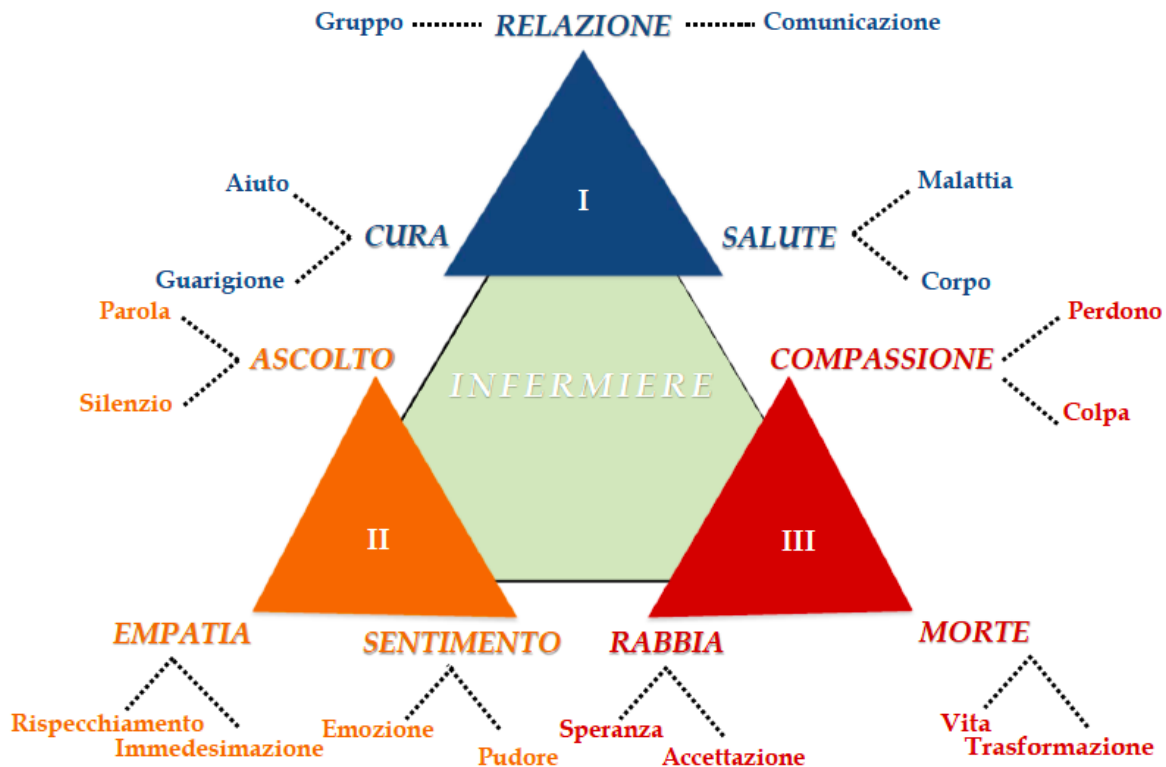 Gruppo RELAZIONE Comunicazione
Aiuto
Malattia
I
CURA
SALUTE
Guarigione
Corpo
Parola
Perdono
ASCOLTO
COMPASSIONE
INFERMIERE
Silenzio
Colpa
II
III
EMPATIA
SENTIMENTO
RABBIA
MORTE
Rispecchiamento
Immedesimazione
Emozione
Pudore
Speranza
Accettazione
Vita
Trasformazione